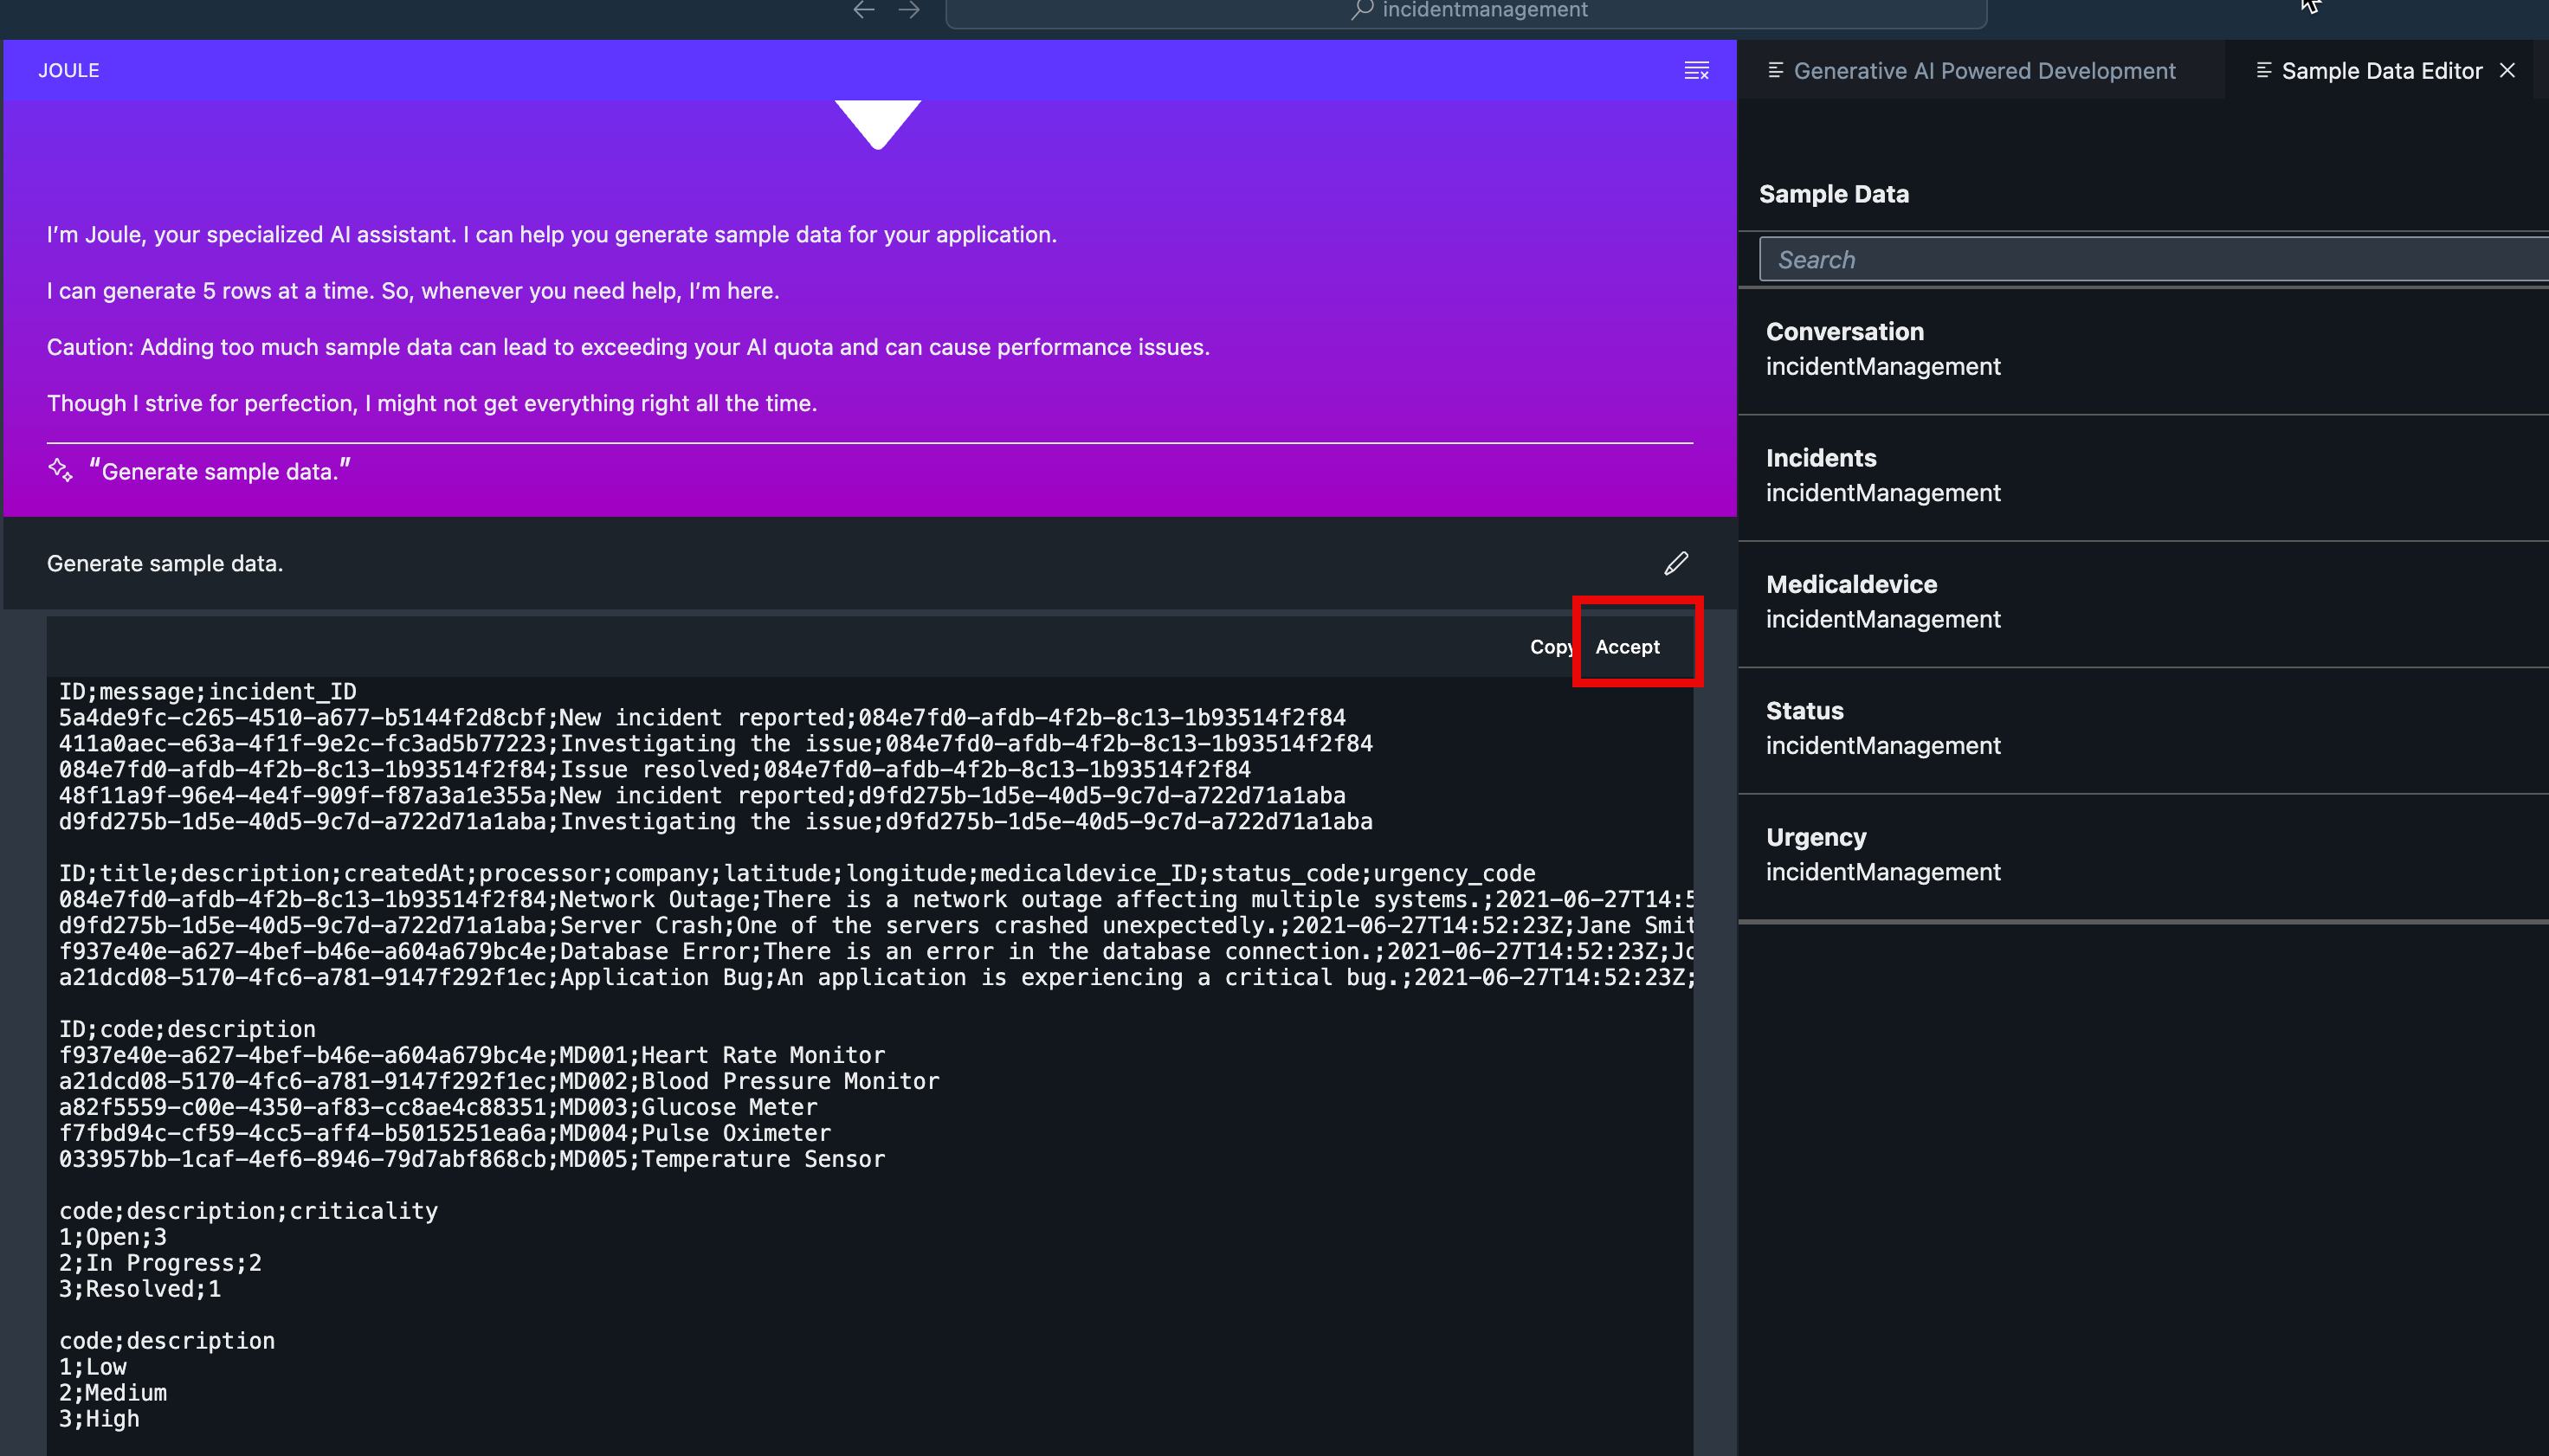 incidentmanagement
JOULE
I’m Joule, your specialized AI assistant. I can help you generate sample data for your application.
I can generate 5 rows at a time. So, whenever you need help, I’m here.
Caution: Adding too much sample data can lead to exceeding your AI quota and can cause performance issues.
Though I strive for perfection, I might not get everything right all the time.
“Generate sample data.”
Generate sample data.
Copy Accept
ID;message;incident_ID
5a4de9fc-c265-4510-a677-b5144f2d8cbf;New incident reported;084e7fd0-afdb-4f2b-8c13-1b93514f2f84
411a0aec-e63a-4f1f-9e2c-fc3ad5b77223;Investigating the issue;084e7fd0-afdb-4f2b-8c13-1b93514f2f84
084e7fd0-afdb-4f2b-8c13-1b93514f2f84;Issue resolved;084e7fd0-afdb-4f2b-8c13-1b93514f2f84
48f11a9f-96e4-4e4f-909f-f87a3a1e355a;New incident reported;d9fd275b-1d5e-40d5-9c7d-a722d71a1aba
d9fd275b-1d5e-40d5-9c7d-a722d71a1aba;Investigating the issue;d9fd275b-1d5e-40d5-9c7d-a722d71a1aba
ID;title;description;createdAt;processor;company;latitude;longitude;medicaldevice_ID;status_code;urgency_code
084e7fd0-afdb-4f2b-8c13-1b93514f2f84;Network Outage;There is a network outage affecting multiple systems.;2021-06-27T14:5
d9fd275b-1d5e-40d5-9c7d-a722d71a1aba;Server Crash;One of the servers crashed unexpectedly.;2021-06-27T14:52:23Z;Jane Smit
f937e40e-a627-4bef-b46e-a604a679bc4e;Database Error;There is an error in the database connection.;2021-06-27T14:52:23Z;Jo
a21dcd08-5170-4fc6-a781-9147f292f1ec;Application Bug;An application is experiencing a critical bug.;2021-06-27T14:52:23Z;
ID;code;description
f937e40e-a627-4bef-b46e-a604a679bc4e;MD001;Heart Rate Monitor
a21dcd08-5170-4fc6-a781-9147f292f1ec;MD002;Blood Pressure Monitor
a82f5559-c00e-4350-af83-cc8ae4c88351;MD003;Glucose Meter
f7fbd94c-cf59-4cc5-aff4-b5015251ea6a;MD004;Pulse Oximeter
033957bb-1caf-4ef6-8946-79d7abf868cb;MD005;Temperature Sensor
code;description;criticality
1;Open;3
2;In Progress;2
3;Resolved;1
code;description
1;Low
2;Medium
3;High
Generative AI Powered Development
Sample Data Editor
Sample Data
Search
Conversation
incidentManagement
Incidents
incidentManagement
Medicaldevice
incidentManagement
Status
incidentManagement
Urgency
incidentManagement